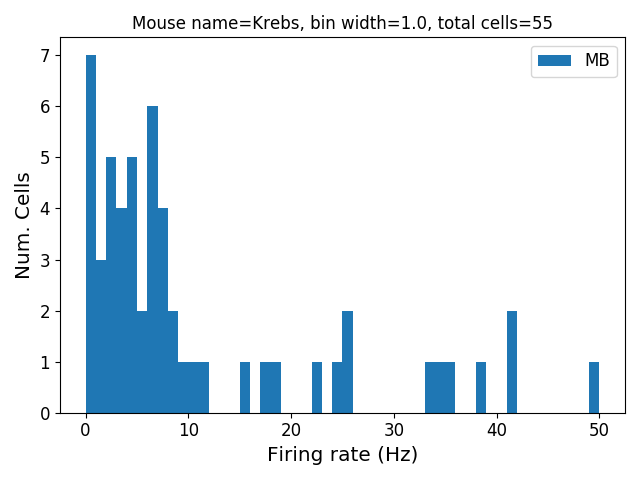 Mouse name=Krebs, bin width=1.0, total cells=55
MB
7
6
5
4
3
2
1
0
Num. Cells
0 10 20 30 40 50
Firing rate (Hz)